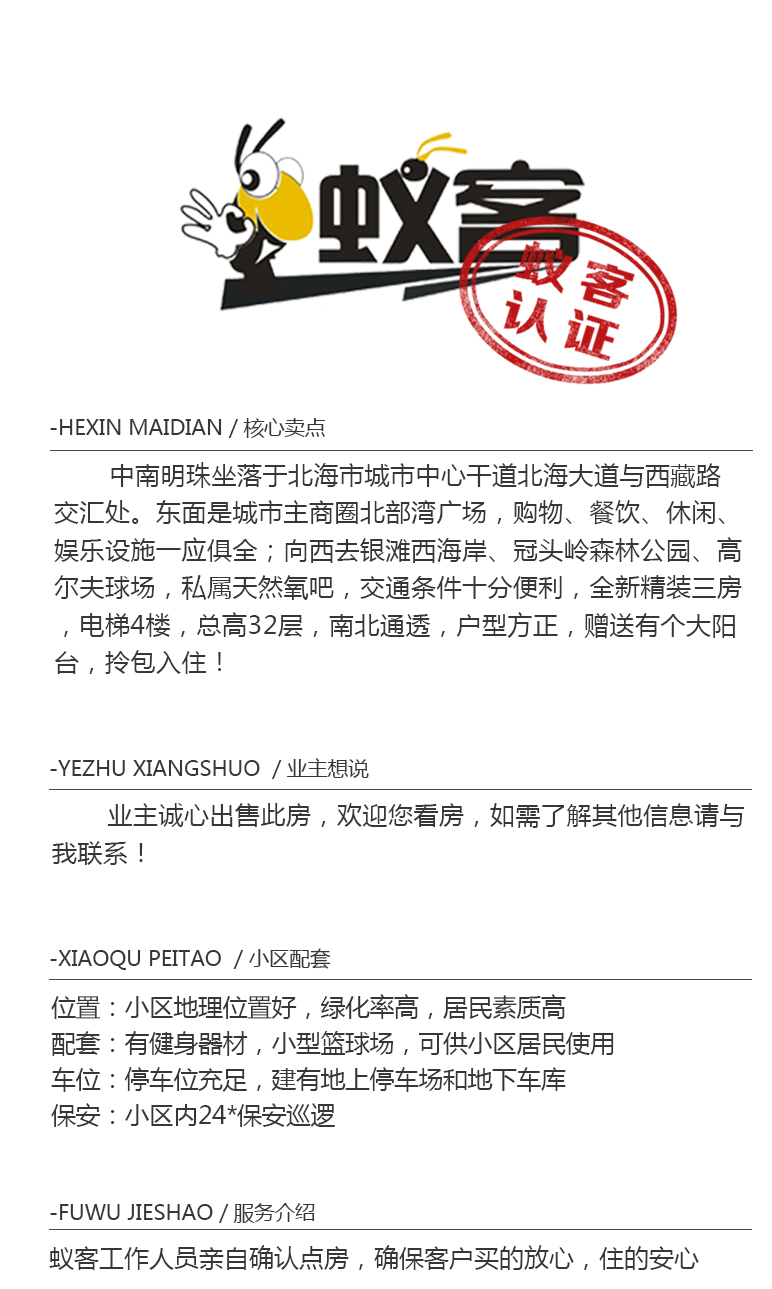 蚁客
蚁客
认证
-HEXIN MAIDIAN / 核心卖点
中南明珠坐落于北海市城市中心干道北海大道与西藏路
交汇处。东面是城市主商圈北部湾广场，购物、餐饮、休闲、
娱乐设施一应俱全；向西去银滩西海岸、冠头岭森林公园、高
尔夫球场，私属天然氧吧，交通条件十分便利，全新精装三房
，电梯4楼，总高32层，南北通透，户型方正，赠送有个大阳
台，拎包入住！
-YEZHU XIANGSHUO / 业主想说
业主诚心出售此房，欢迎您看房，如需了解其他信息请与
我联系！
-XIAOQU PEITAO / 小区配套
位置：小区地理位置好，绿化率高，居民素质高
配套：有健身器材，小型篮球场，可供小区居民使用
车位：停车位充足，建有地上停车场和地下车库
保安：小区内24*保安巡逻
-FUWU JIESHAO / 服务介绍
蚁客工作人员亲自确认点房，确保客户买的放心，住的安心